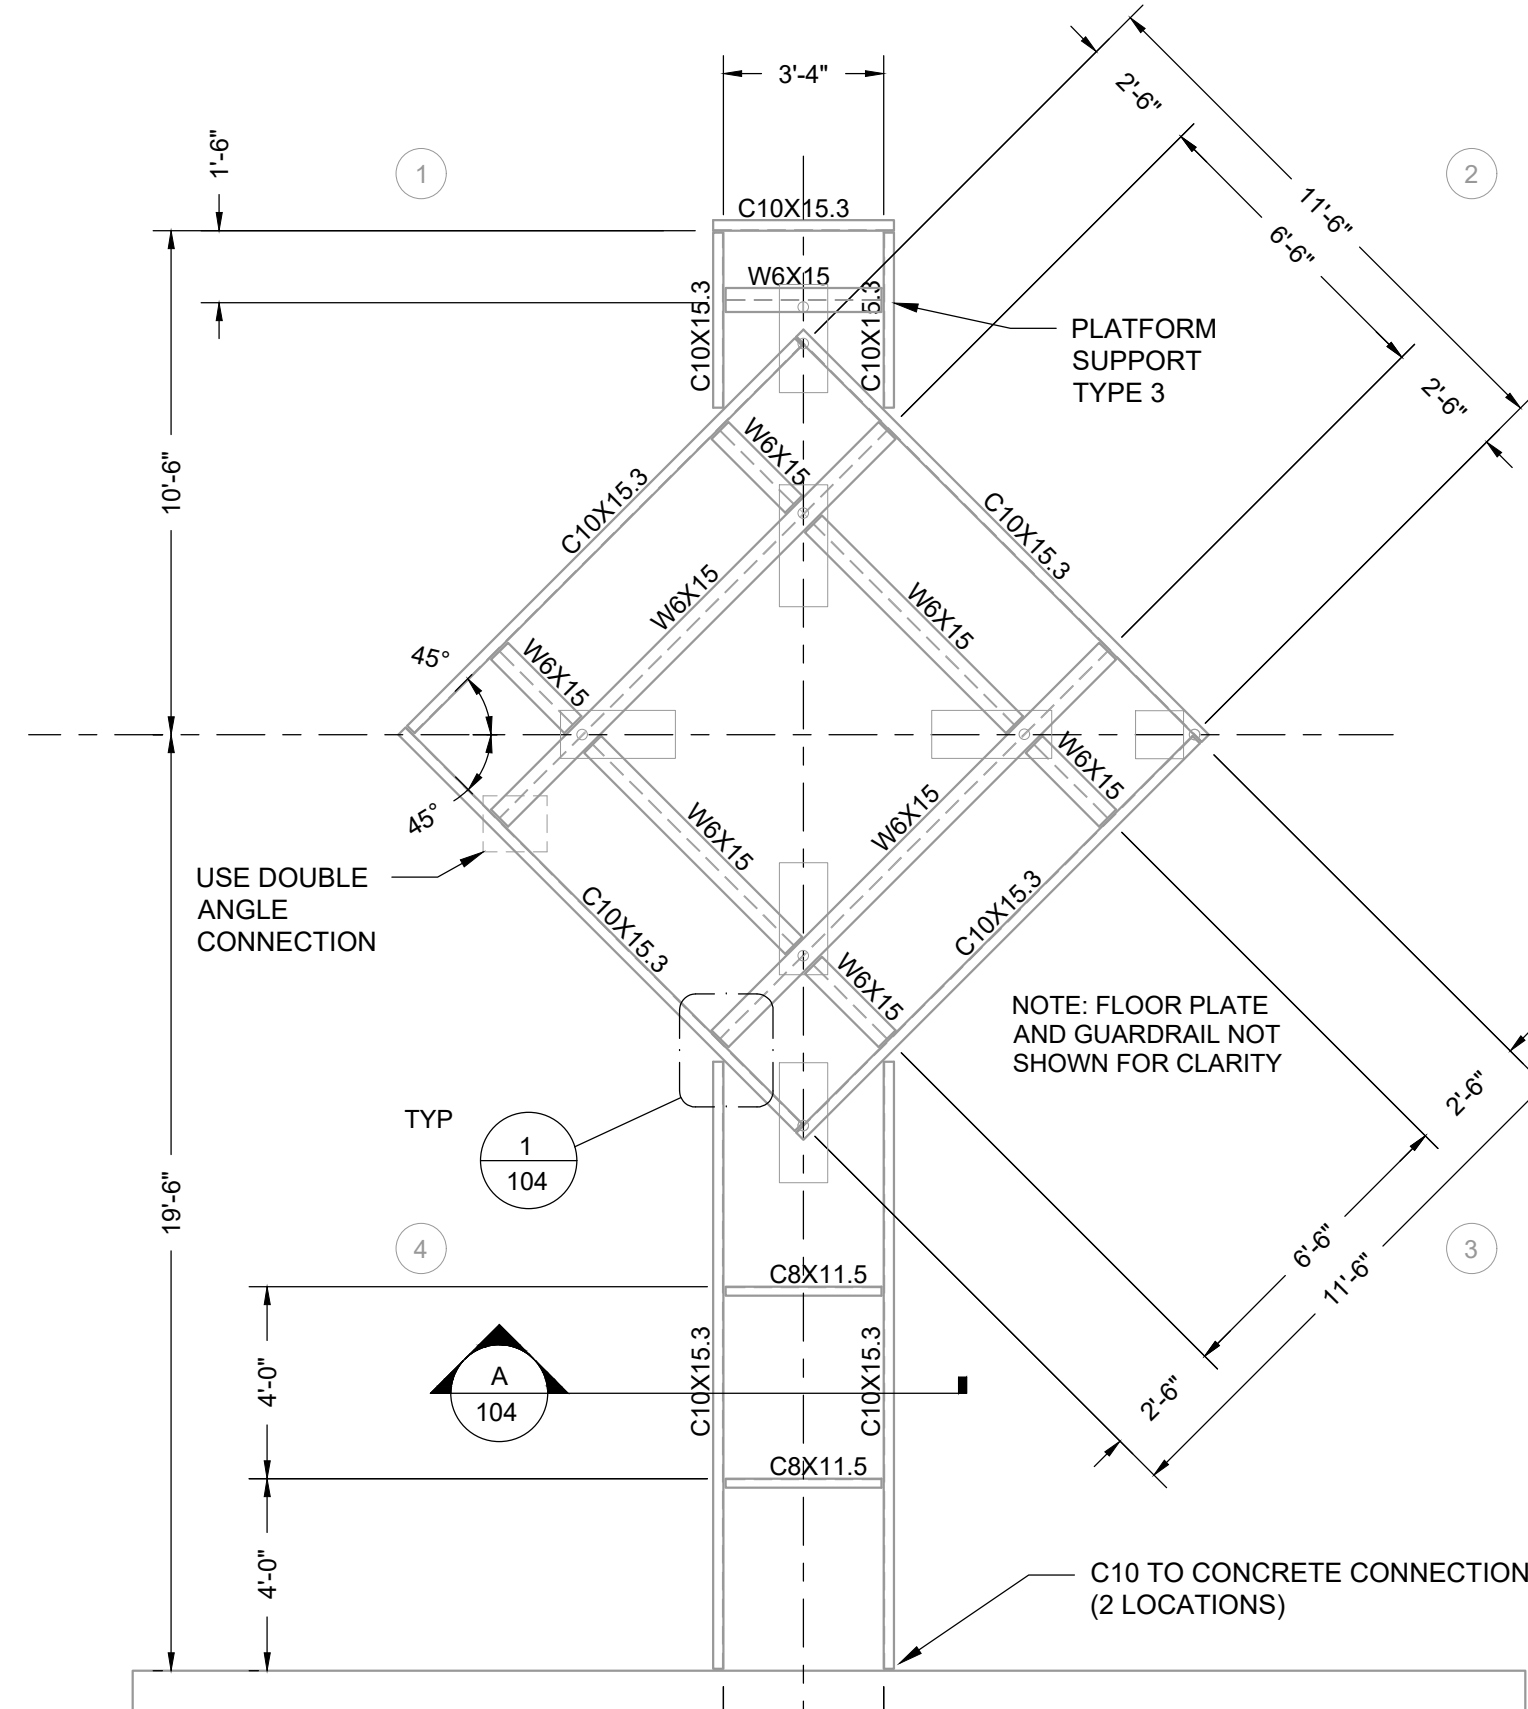 3'-4"
2'-6"
1'-6"
1
2
11'-6"
6'-6"
C10X15.3
W6X15
C10X15.3
C10X15.3
PLATFORM
SUPPORT
TYPE 3
2'-6"
W6X15
10'-6"
C10X15.3
C10X15.3
W6X15
W6X15
45°
W6X15
W6X15
45°
W6X15
W6X15
USE DOUBLE
ANGLE
CONNECTION
C10X15.3
C10X15.3
W6X15
NOTE: FLOOR PLATE
AND GUARDRAIL NOT
SHOWN FOR CLARITY
2'-6"
TYP
1
104
19'-6"
4
6'-6"
3
11'-6"
C8X11.5
4'-0"
C10X15.3
C10X15.3
A
104
2'-6"
C8X11.5
4'-0"
C10 TO CONCRETE CONNECTION
(2 LOCATIONS)